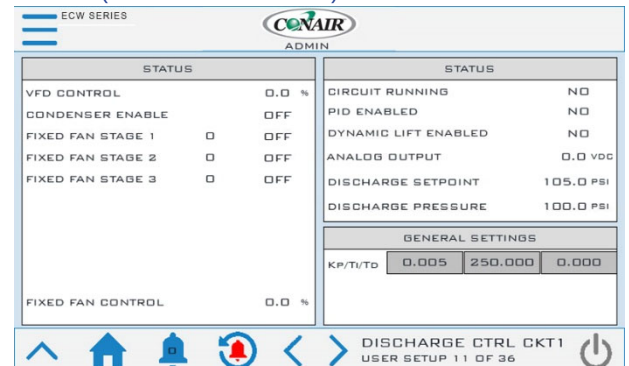 ECW SERIES
CONAIR
ADMIN
STATUS
VFD CONTROL 0.0 %
CONDENSER ENABLE OFF
FIXED FAN STAGE 1 0 OFF
FIXED FAN STAGE 2 0 OFF
FIXED FAN STAGE 3 0 OFF
FIXED FAN CONTROL 0.0 %
STATUS
CIRCUIT RUNNING NO
PID ENABLED NO
DYNAMIC LIFT ENABLED NO
ANALOG OUTPUT 0.0 VDC
DISCHARGE SETPOINT 105.0 PSI
DISCHARGE PRESSURE 100.0 PSI
GENERAL SETTINGS
KP/TI/TD 0.005 250.000 0.000
0
DISCHARGE CTRL CKT1
USER SETUP 11 OF 36